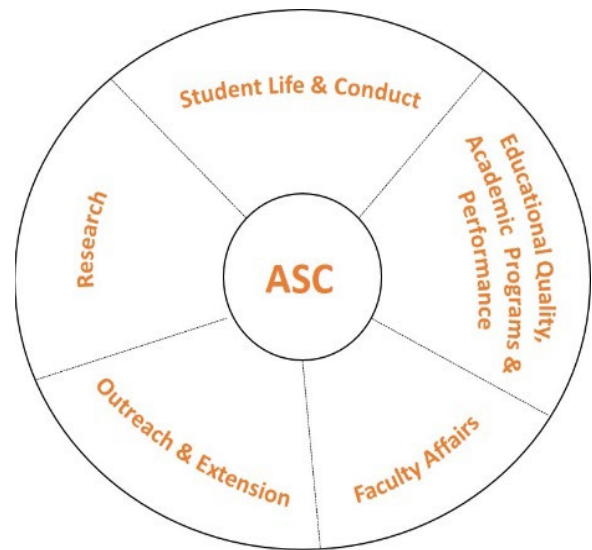 Student Life & Conduct
Educational Quality,
Academic Programs &
Performance
Research
ASC
Outreach & Extension
Faculty Affairs